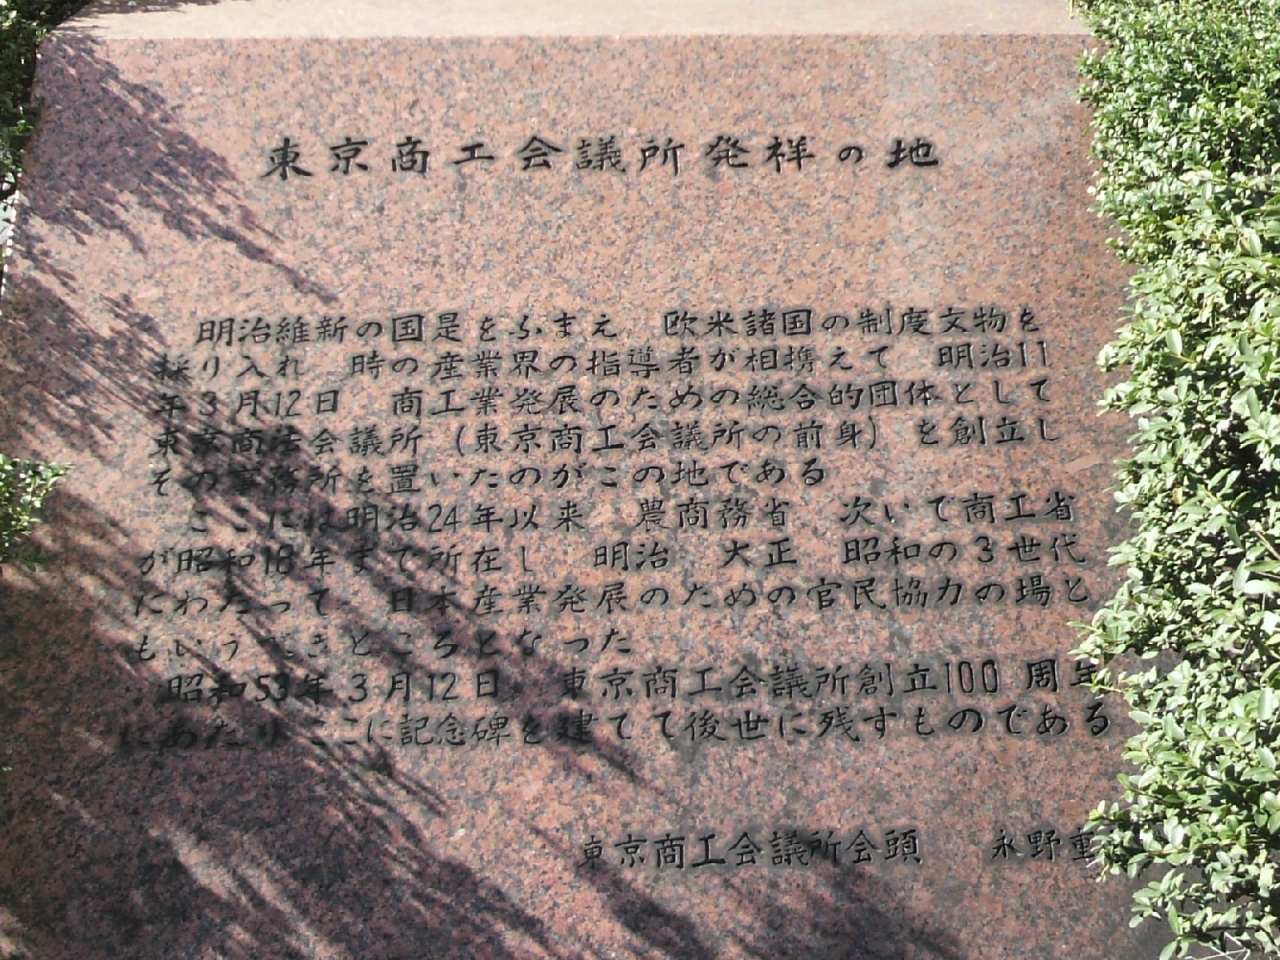 東京商工会議所発祥の地
明治維新の国是をふまえ 欧米諸国の制度文物を
採り入れ 時の産業界の指導者が相携えて 明治11
年3月12日 商工業発展のための総合的団体として
東京商法会議所（東京商工会議所の前身）を創立し
その事務所を置いたのがこの地である
ここには明治24年以来 農商務省 次いで商工省
が昭和18年まで所在し 明治 大正 昭和の3世代
にわたって 日本産業発展のための官民協力の場と
もいうべきところとなった
昭和53年3月12日 東京商工会議所創立100周年
にあたりここに記念碑を建てて後世に残すものである
東京商工会議所会頭 永野重